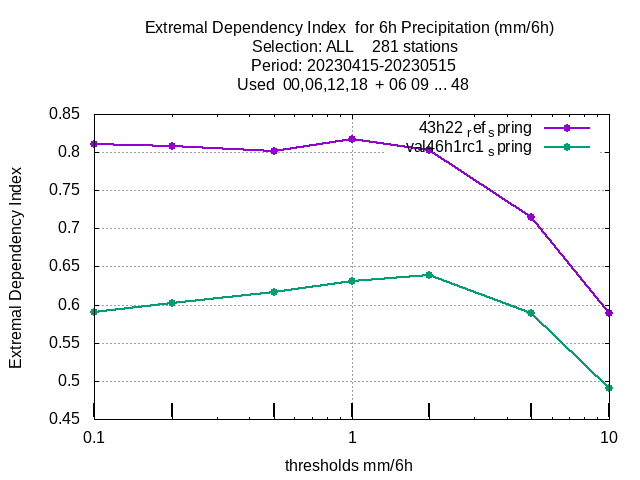 Extremal Dependency Index  for 6h Precipitation (mm/6h)
Selection: ALL    281 stations
Period: 20230415-20230515
Used  00,06,12,18  + 06 09 ... 48
0.85
0.8
0.75
0.7
0.65
0.6
0.55
0.5
0.45
Extremal Dependency Index
43h22 ref spring
val46h1rc1 spring
0.1
1
10
thresholds mm/6h